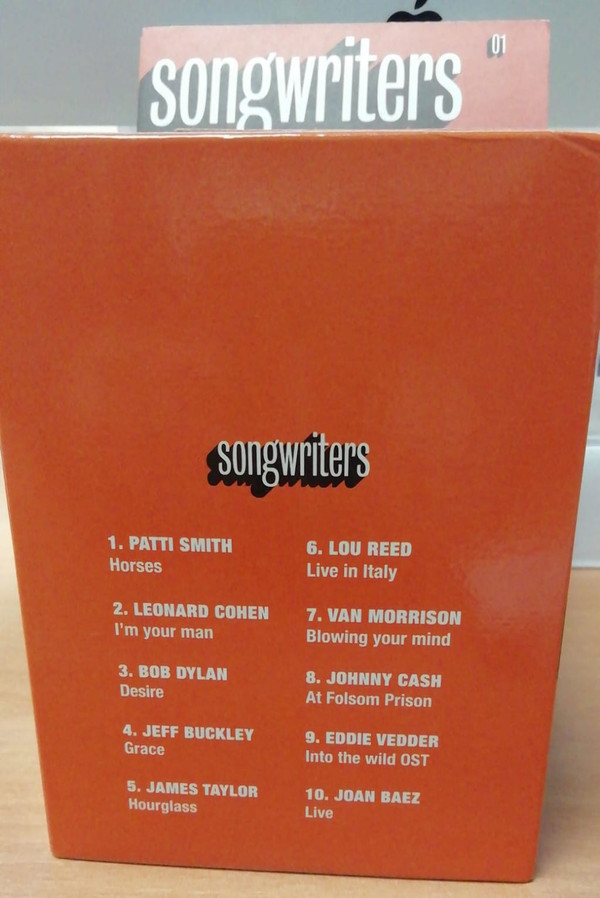 songwriters 01
songwriters
1. PATTI SMITH
Horses
2. LEONARD COHEN
I'm your man
3. BOB DYLAN
Desire
4. JEFF BUCKLEY
Grace
5. JAMES TAYLOR
Hourglass
6. LOU REED
Live in Italy
7. VAN MORRISON
Blowing your mind
8. JOHNNY CASH
At Folsom Prison
9. EDDIE VEDDER
Into the wild OST
10. JOAN BAEZ
Live